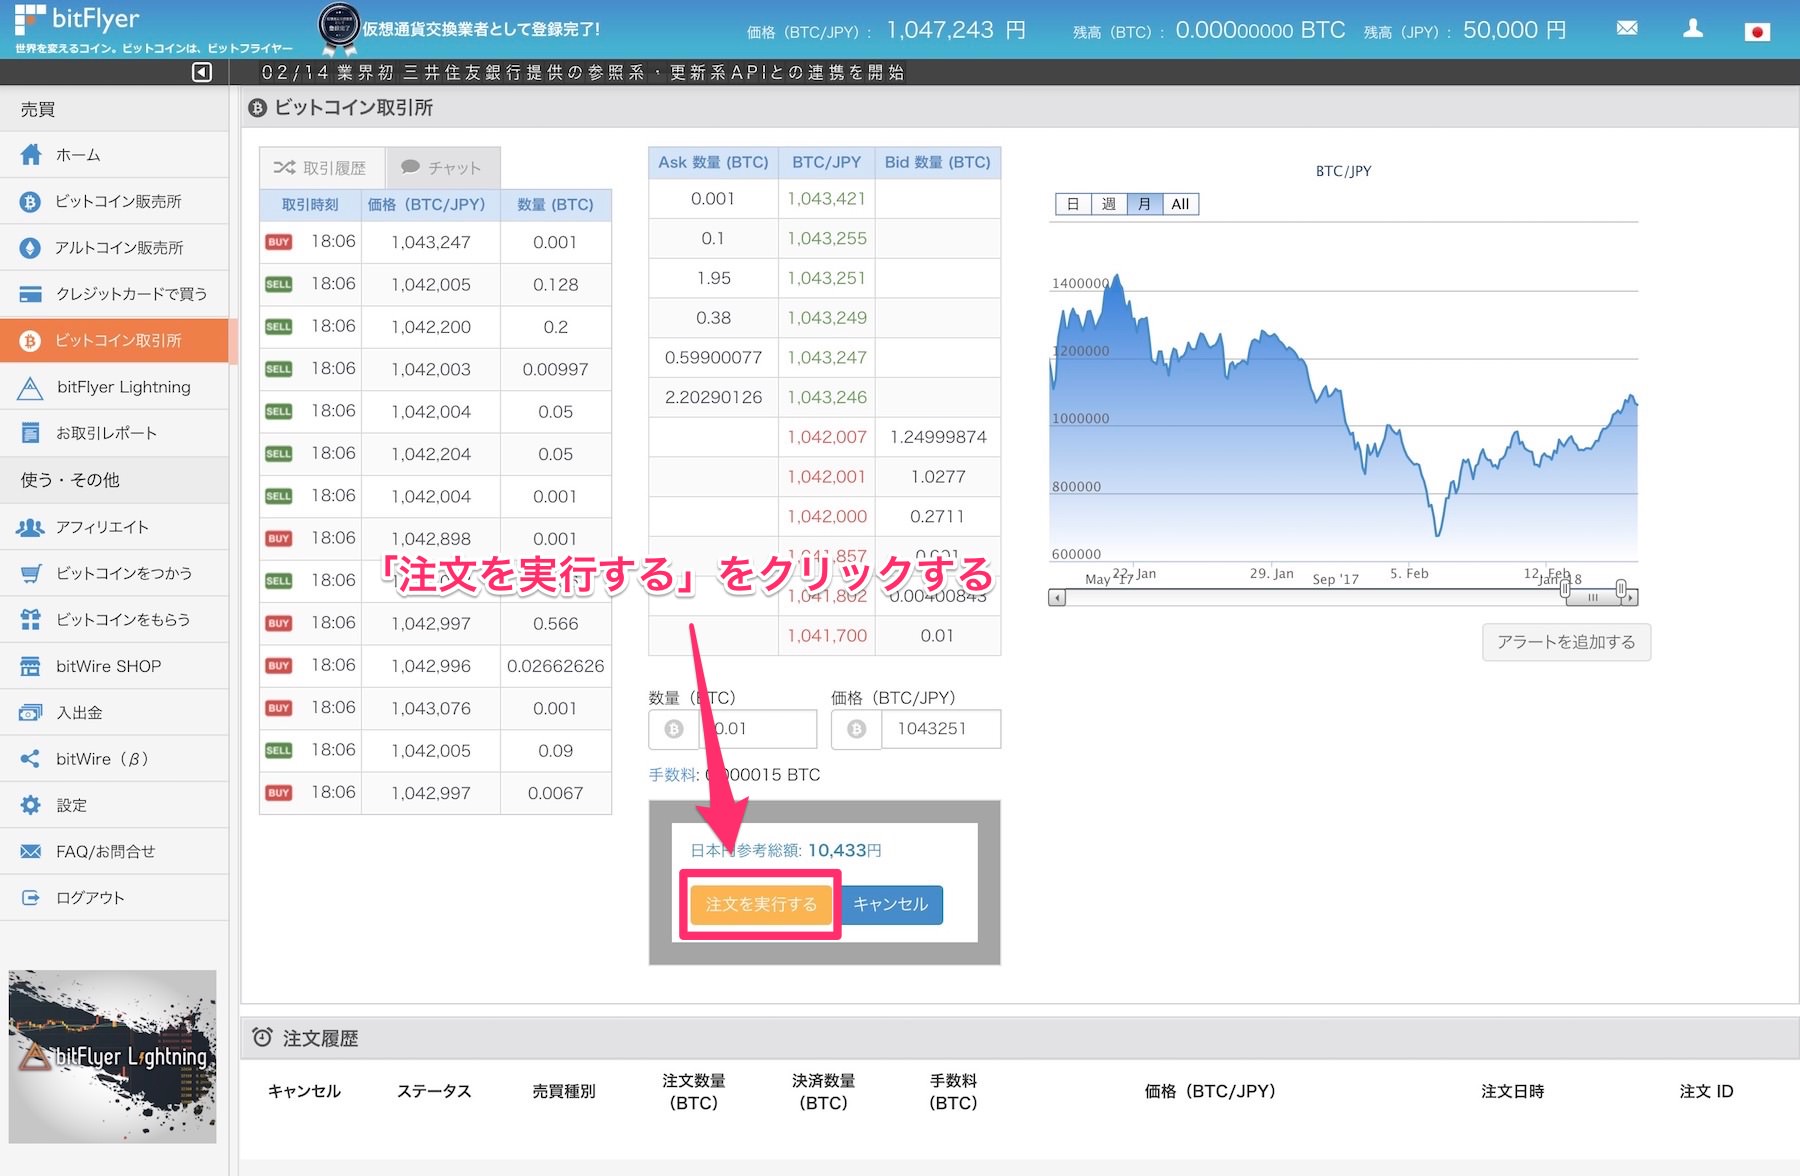 bitFlyer
世界を変えるコイン。ビットコインは、ビットフライヤー
仮想通貨交換業者として登録完了!
価格（BTC/JPY）： 1,047,243 円
残高（BTC）： 0.00000000 BTC
残高（JPY）： 50,000 円
02/14 業界初 三井住友銀行提供の参照系・更新系APIとの連携を開始
売買
ホーム
ビットコイン販売所
アルトコイン販売所
クレジットカードで買う
ビットコイン取引所
bitFlyer Lightning
お取引レポート
使う・その他
アフィリエイト
ビットコインをつかう
ビットコインをもらう
bitWire SHOP
入出金
bitWire（β）
設定
FAQ/お問合せ
ログアウト
bitFlyer Lightning
ビットコイン取引所
取引履歴 チャット
取引時刻 価格（BTC/JPY） 数量 (BTC)
BUY 18:06 1,043,247 0.001
SELL 18:06 1,042,005 0.128
SELL 18:06 1,042,200 0.2
SELL 18:06 1,042,003 0.00997
SELL 18:06 1,042,004 0.05
SELL 18:06 1,042,204 0.05
SELL 18:06 1,042,004 0.001
BUY 18:06 1,042,898 0.001
SELL 18:06
BUY 18:06 1,042,997 0.566
BUY 18:06 1,042,996 0.02662626
BUY 18:06 1,043,076 0.001
SELL 18:06 1,042,005 0.09
BUY 18:06 1,042,997 0.0067
Ask 数量 (BTC) BTC/JPY Bid 数量 (BTC)
0.001 1,043,421
0.1 1,043,255
1.95 1,043,251
0.38 1,043,249
0.59900077 1,043,247
2.20290126 1,043,246
1,042,007 1.24999874
1,042,001 1.0277
1,042,000 0.2711
1,041,857 0.001
1,041,802 0.00400843
1,041,700 0.01
「注文を実行する」をクリックする
数量（BTC） 価格（BTC/JPY）
0.01 1043251
手数料: 0.000015 BTC
日本円参考総額: 10,433円
注文を実行する キャンセル
BTC/JPY
日 週 月 All
1400000
1200000
1000000
800000
600000
22. Jan 29. Jan 5. Feb 12. Feb
May '17 Sep '17 Jan '18
アラートを追加する
注文履歴
キャンセル ステータス 売買種別 注文数量 (BTC) 決済数量 (BTC) 手数料 (BTC) 価格（BTC/JPY） 注文日時 注文 ID